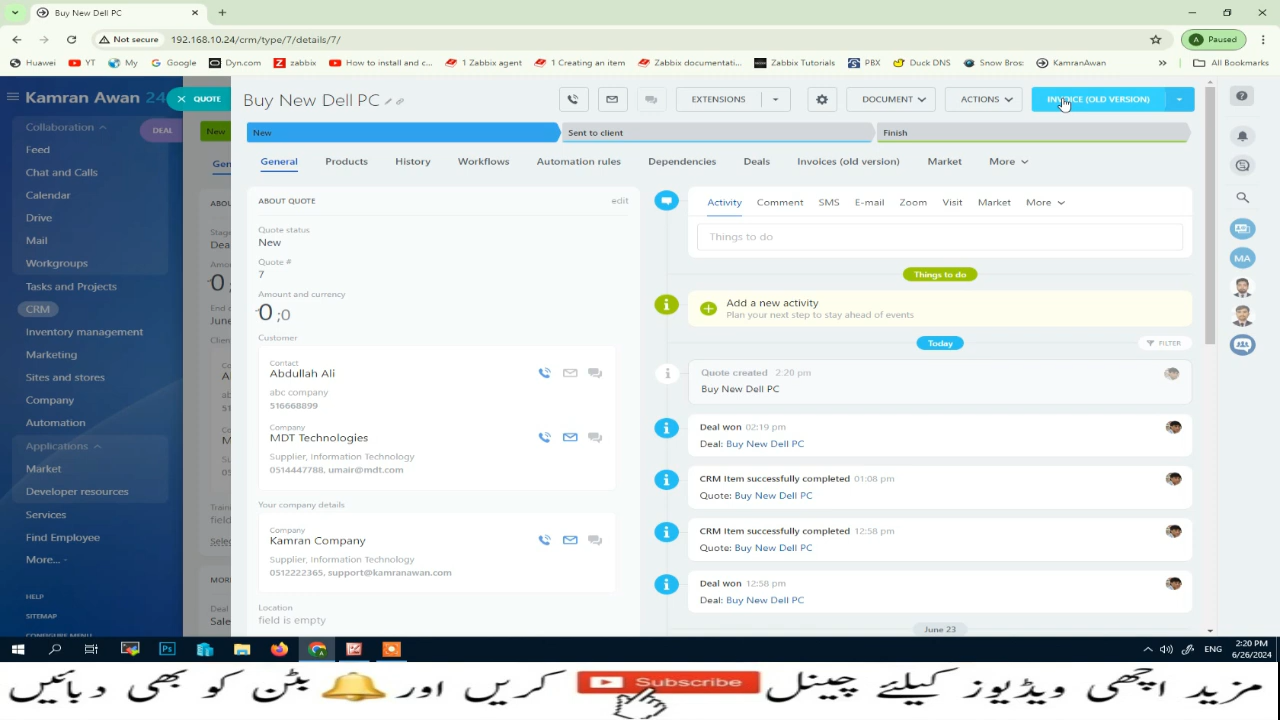 Buy New Dell PC
Not secure
192.168.10.24/crm/type/7/details/7/
A
Paused
Huawei
YT
My
Google
Dyn.com
zabbix
How to install and c...
1 Zabbix agent
1 Creating an item
Zabbix documentati...
Zabbix Tutorials
PBX
Duck DNS
Snow Bros:
KamranAwan
All Bookmarks
Kamran Awan 24
Collaboration
Feed
Chat and Calls
Calendar
Drive
Mail
Workgroups
Tasks and Projects
CRM
Inventory management
Marketing
Sites and stores
Company
Automation
Applications
Market
Developer resources
Services
Find Employee
More...
HELP
SITEMAP
CONFIGURE MENU
QUOTE
DEAL
New
Buy New Dell PC
EXTENSIONS
DOCUMENT
ACTIONS
INVOICE (OLD VERSION)
New
Sent to client
Finish
General
Products
History
Workflows
Automation rules
Dependencies
Deals
Invoices (old version)
Market
More
ABOUT QUOTE
edit
Quote status
New
Quote #
7
Amount and currency
0
Customer
Contact
Abdullah Ali
abc company
516668899
Company
MDT Technologies
Supplier, Information Technology
0514447788, umair@mdt.com
Your company details
Company
Kamran Company
Supplier, Information Technology
0512222365, support@kamranawan.com
Location
field is empty
Activity
Comment
SMS
E-mail
Zoom
Visit
Market
More
Things to do
Things to do
Add a new activity
Plan your next step to stay ahead of events
Today
FILTER
Quote created 2:20 pm
Buy New Dell PC
Deal won 02:19 pm
Deal: Buy New Dell PC
CRM Item successfully completed 01:08 pm
Quote: Buy New Dell PC
CRM Item successfully completed 12:58 pm
Quote: Buy New Dell PC
Deal won 12:58 pm
Deal: Buy New Dell PC
June 23
MA
ENG
2:20 PM
6/26/2024
مزید اچھی ویڈیوز کیلئے چینل Subscribe کریں اور بٹن کو بھی دبائیں